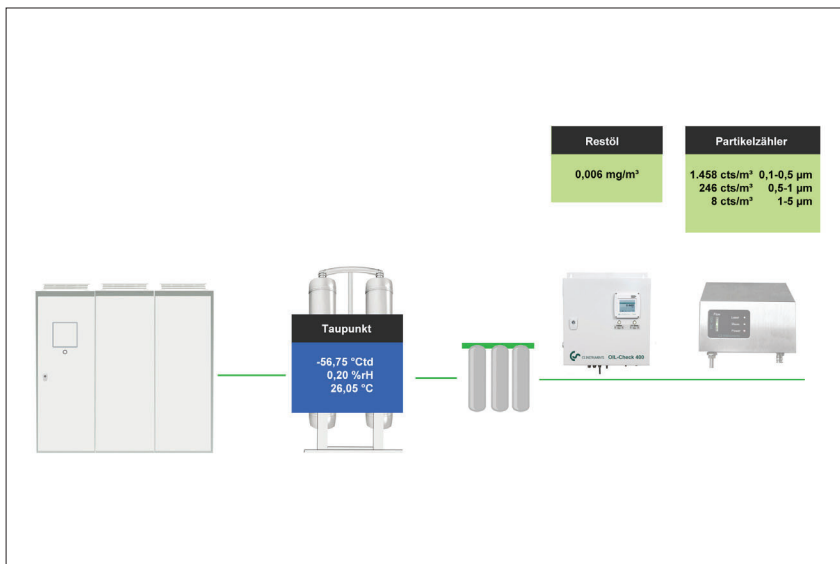 Restöl
0,006 mg/m³
Partikelzähler
1.458 cts/m³ 0,1-0,5 µm
246 cts/m³ 0,5-1 µm
8 cts/m³ 1-5 µm
Taupunkt
-56,75 °Ctd
0,20 %rH
26,05 °C
OIL-Check 400